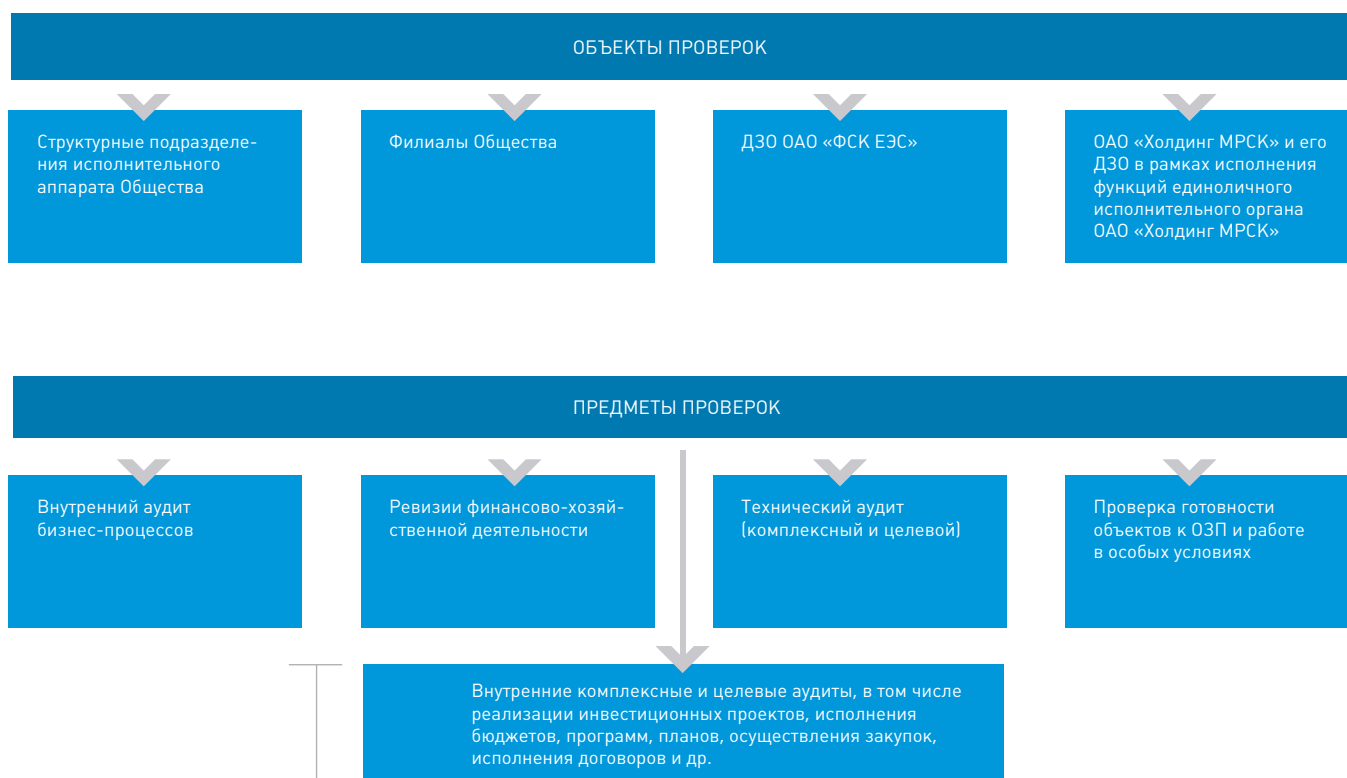 ОБЪЕКТЫ ПРОВЕРОК
Структурные подразделе-
ния исполнительного
аппарата Общества
Филиалы Общества
ДЗО ОАО «ФСК ЕЭС»
ОАО «Холдинг МРСК» и его
ДЗО в рамках исполнения
функций единоличного
исполнительного органа
ОАО «Холдинг МРСК»
ПРЕДМЕТЫ ПРОВЕРОК
Внутренний аудит
бизнес-процессов
Ревизии финансово-хозяй-
ственной деятельности
Технический аудит
(комплексный и целевой)
Проверка готовности
объектов к ОЗП и работе
в особых условиях
Внутренние комплексные и целевые аудиты, в том числе
реализации инвестиционных проектов, исполнения
бюджетов, программ, планов, осуществления закупок,
исполнения договоров и др.